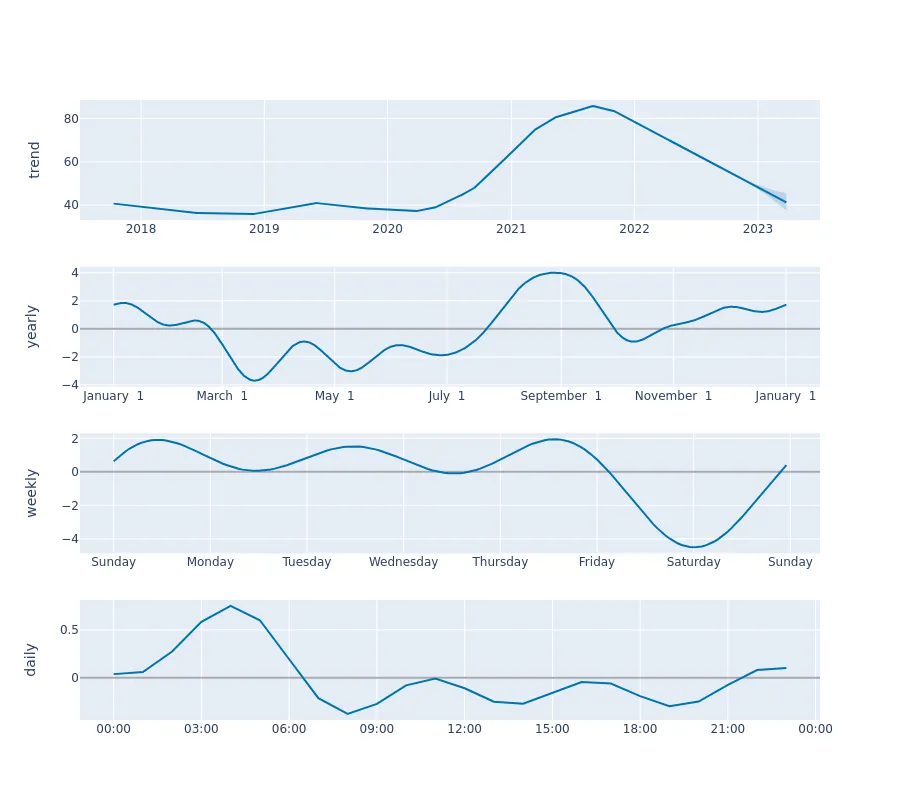 trend
80
60
40
2018 2019 2020 2021 2022 2023
yearly
4
2
0
−2
−4
January 1 March 1 May 1 July 1 September 1 November 1 January 1
weekly
2
0
−2
−4
Sunday Monday Tuesday Wednesday Thursday Friday Saturday Sunday
daily
0.5
0
00:00 03:00 06:00 09:00 12:00 15:00 18:00 21:00 00:00